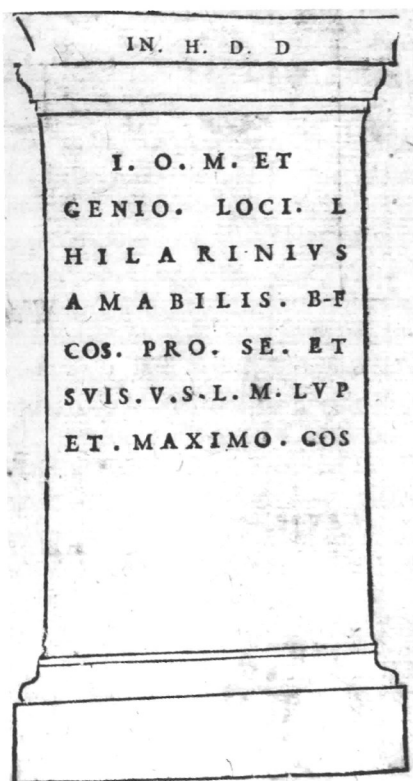 IN. H. D. D
I. O. M. ET
GENIO. LOCI. L
HILARINIVS
AMABILIS. B-F
COS. PRO. SE. ET
SVIS. V. S. L. M. LVP
ET. MAXIMO. COS